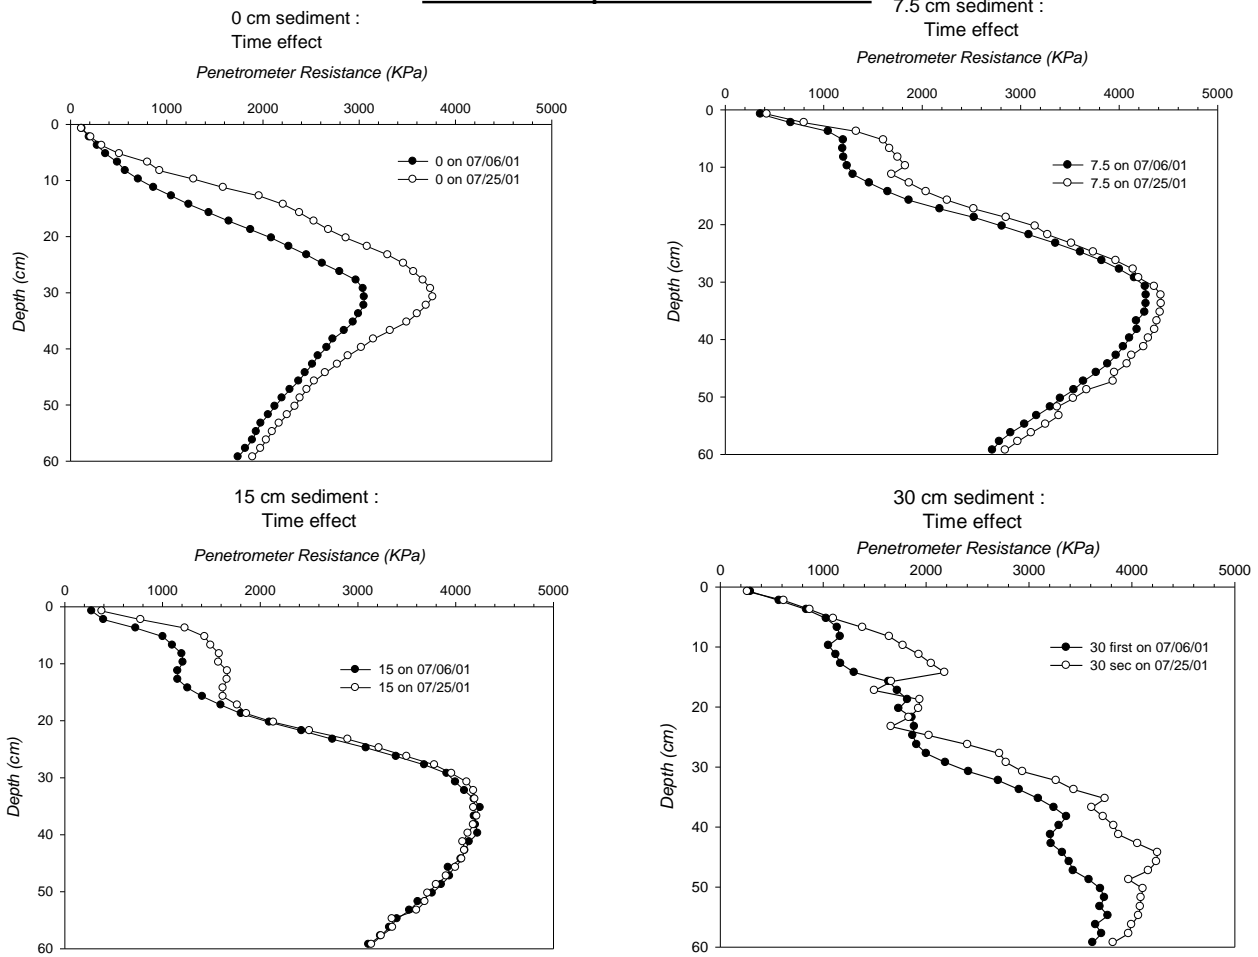 0 cm sediment :
Time effect
Penetrometer Resistance (KPa)
0 1000 2000 3000 4000 5000
0
10
20
30
40
50
60
Depth (cm)
0 on 07/06/01
0 on 07/25/01
7.5 cm sediment :
Time effect
Penetrometer Resistance (KPa)
0 1000 2000 3000 4000 5000
0
10
20
30
40
50
60
Depth (cm)
7.5 on 07/06/01
7.5 on 07/25/01
15 cm sediment :
Time effect
Penetrometer Resistance (KPa)
0 1000 2000 3000 4000 5000
0
10
20
30
40
50
60
Depth (cm)
15 on 07/06/01
15 on 07/25/01
30 cm sediment :
Time effect
Penetrometer Resistance (KPa)
0 1000 2000 3000 4000 5000
0
10
20
30
40
50
60
Depth (cm)
30 first on 07/06/01
30 sec on 07/25/01